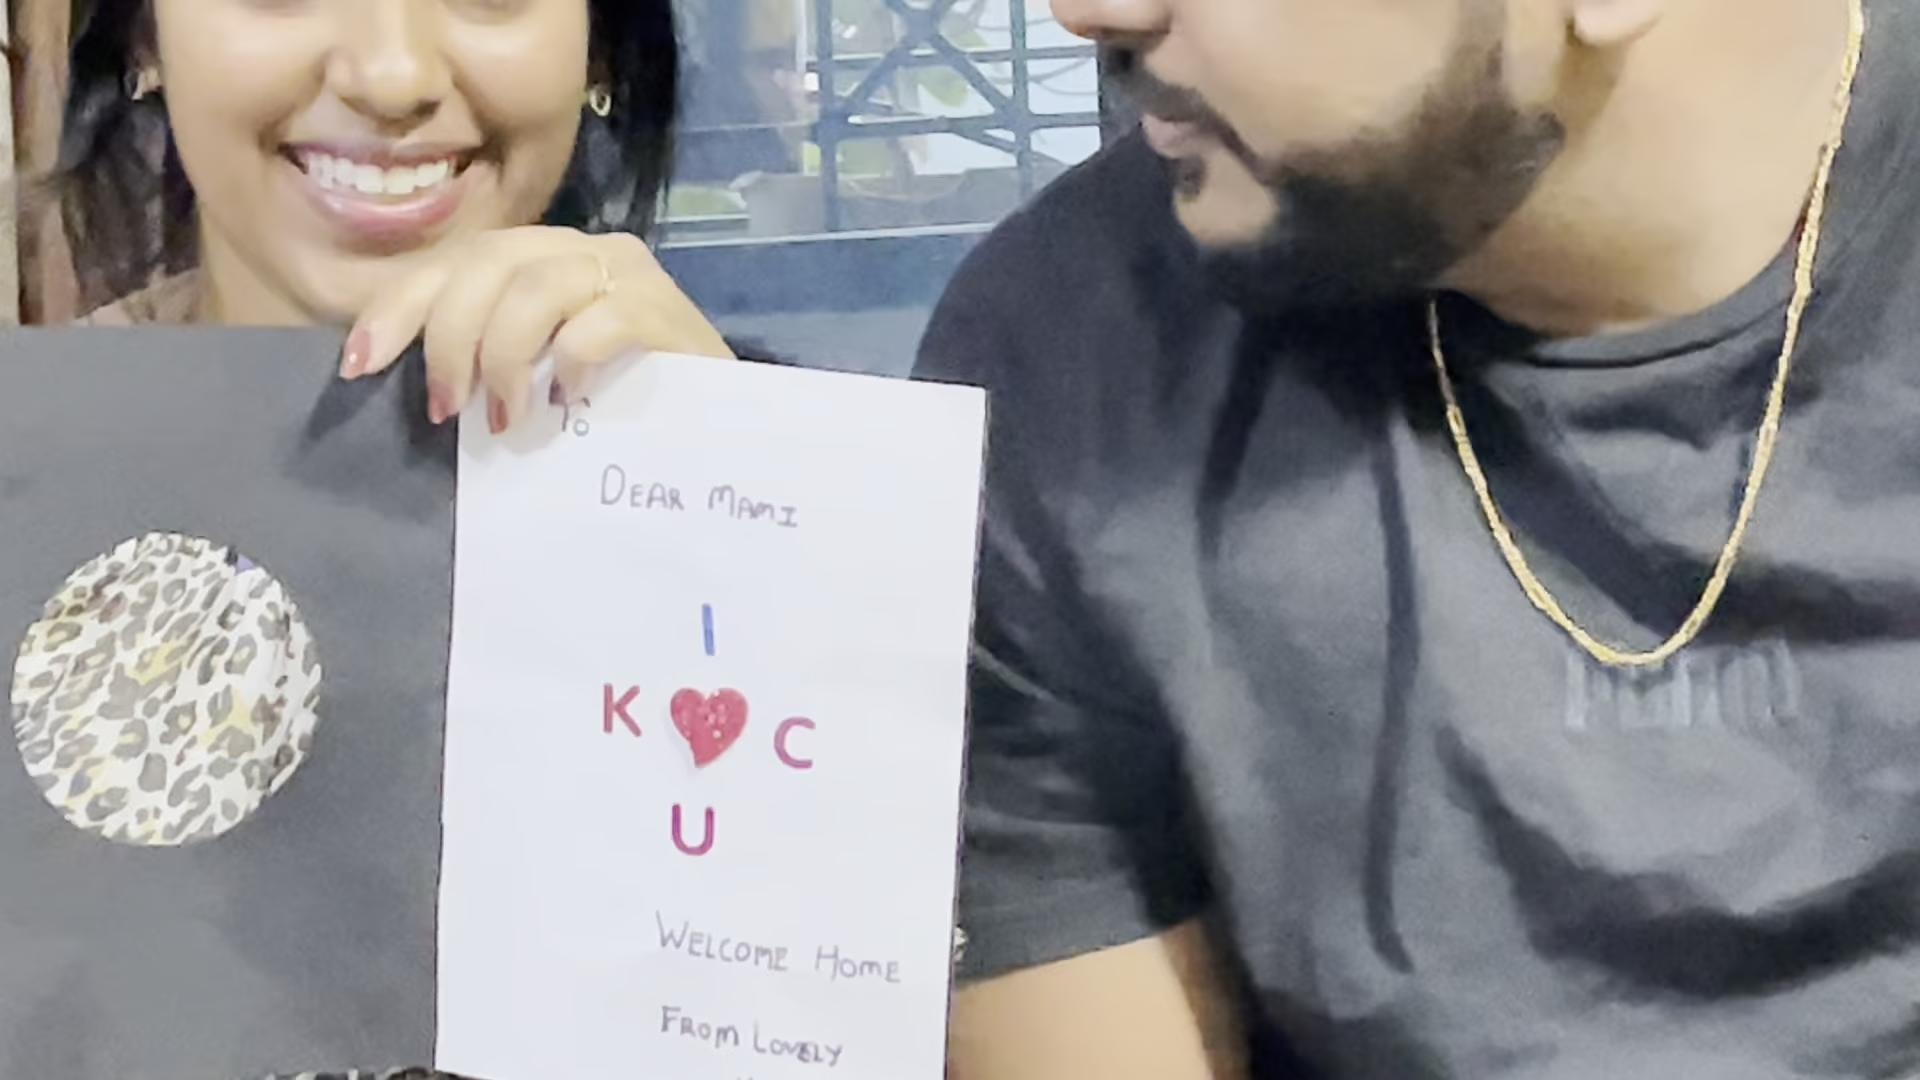 To
DEAR MAMI
I
K C
U
WELCOME HOME
FROM LOVELY